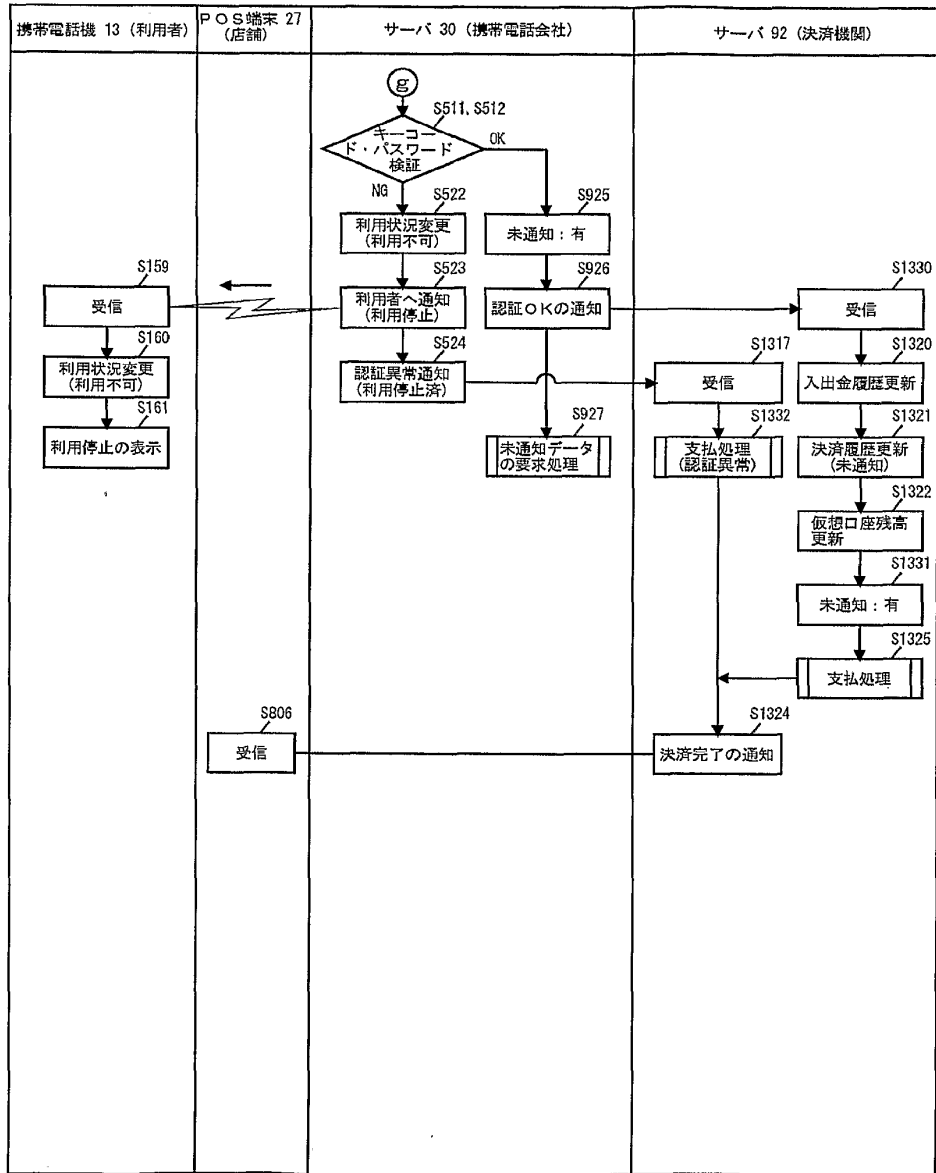 携帯電話機 13 (利用者)
POS端末 27
(店舗)
サーバ 30 (携帯電話会社)
サーバ 92 (決済機関)
g
S511, S512
キーコー
ド・パスワード
検証
OK
NG
S522
利用状況変更
(利用不可)
S925
未通知：有
S159
受信
S523
利用者へ通知
(利用停止)
S926
認証OKの通知
S1330
受信
S160
利用状況変更
(利用不可)
S524
認証異常通知
(利用停止済)
S1317
受信
S1320
入出金履歴更新
S161
利用停止の表示
S927
未通知データ
の要求処理
S1332
支払処理
(認証異常)
S1321
決済履歴更新
(未通知)
S1322
仮想口座残高
更新
S1331
未通知：有
S1325
支払処理
S806
受信
S1324
決済完了の通知